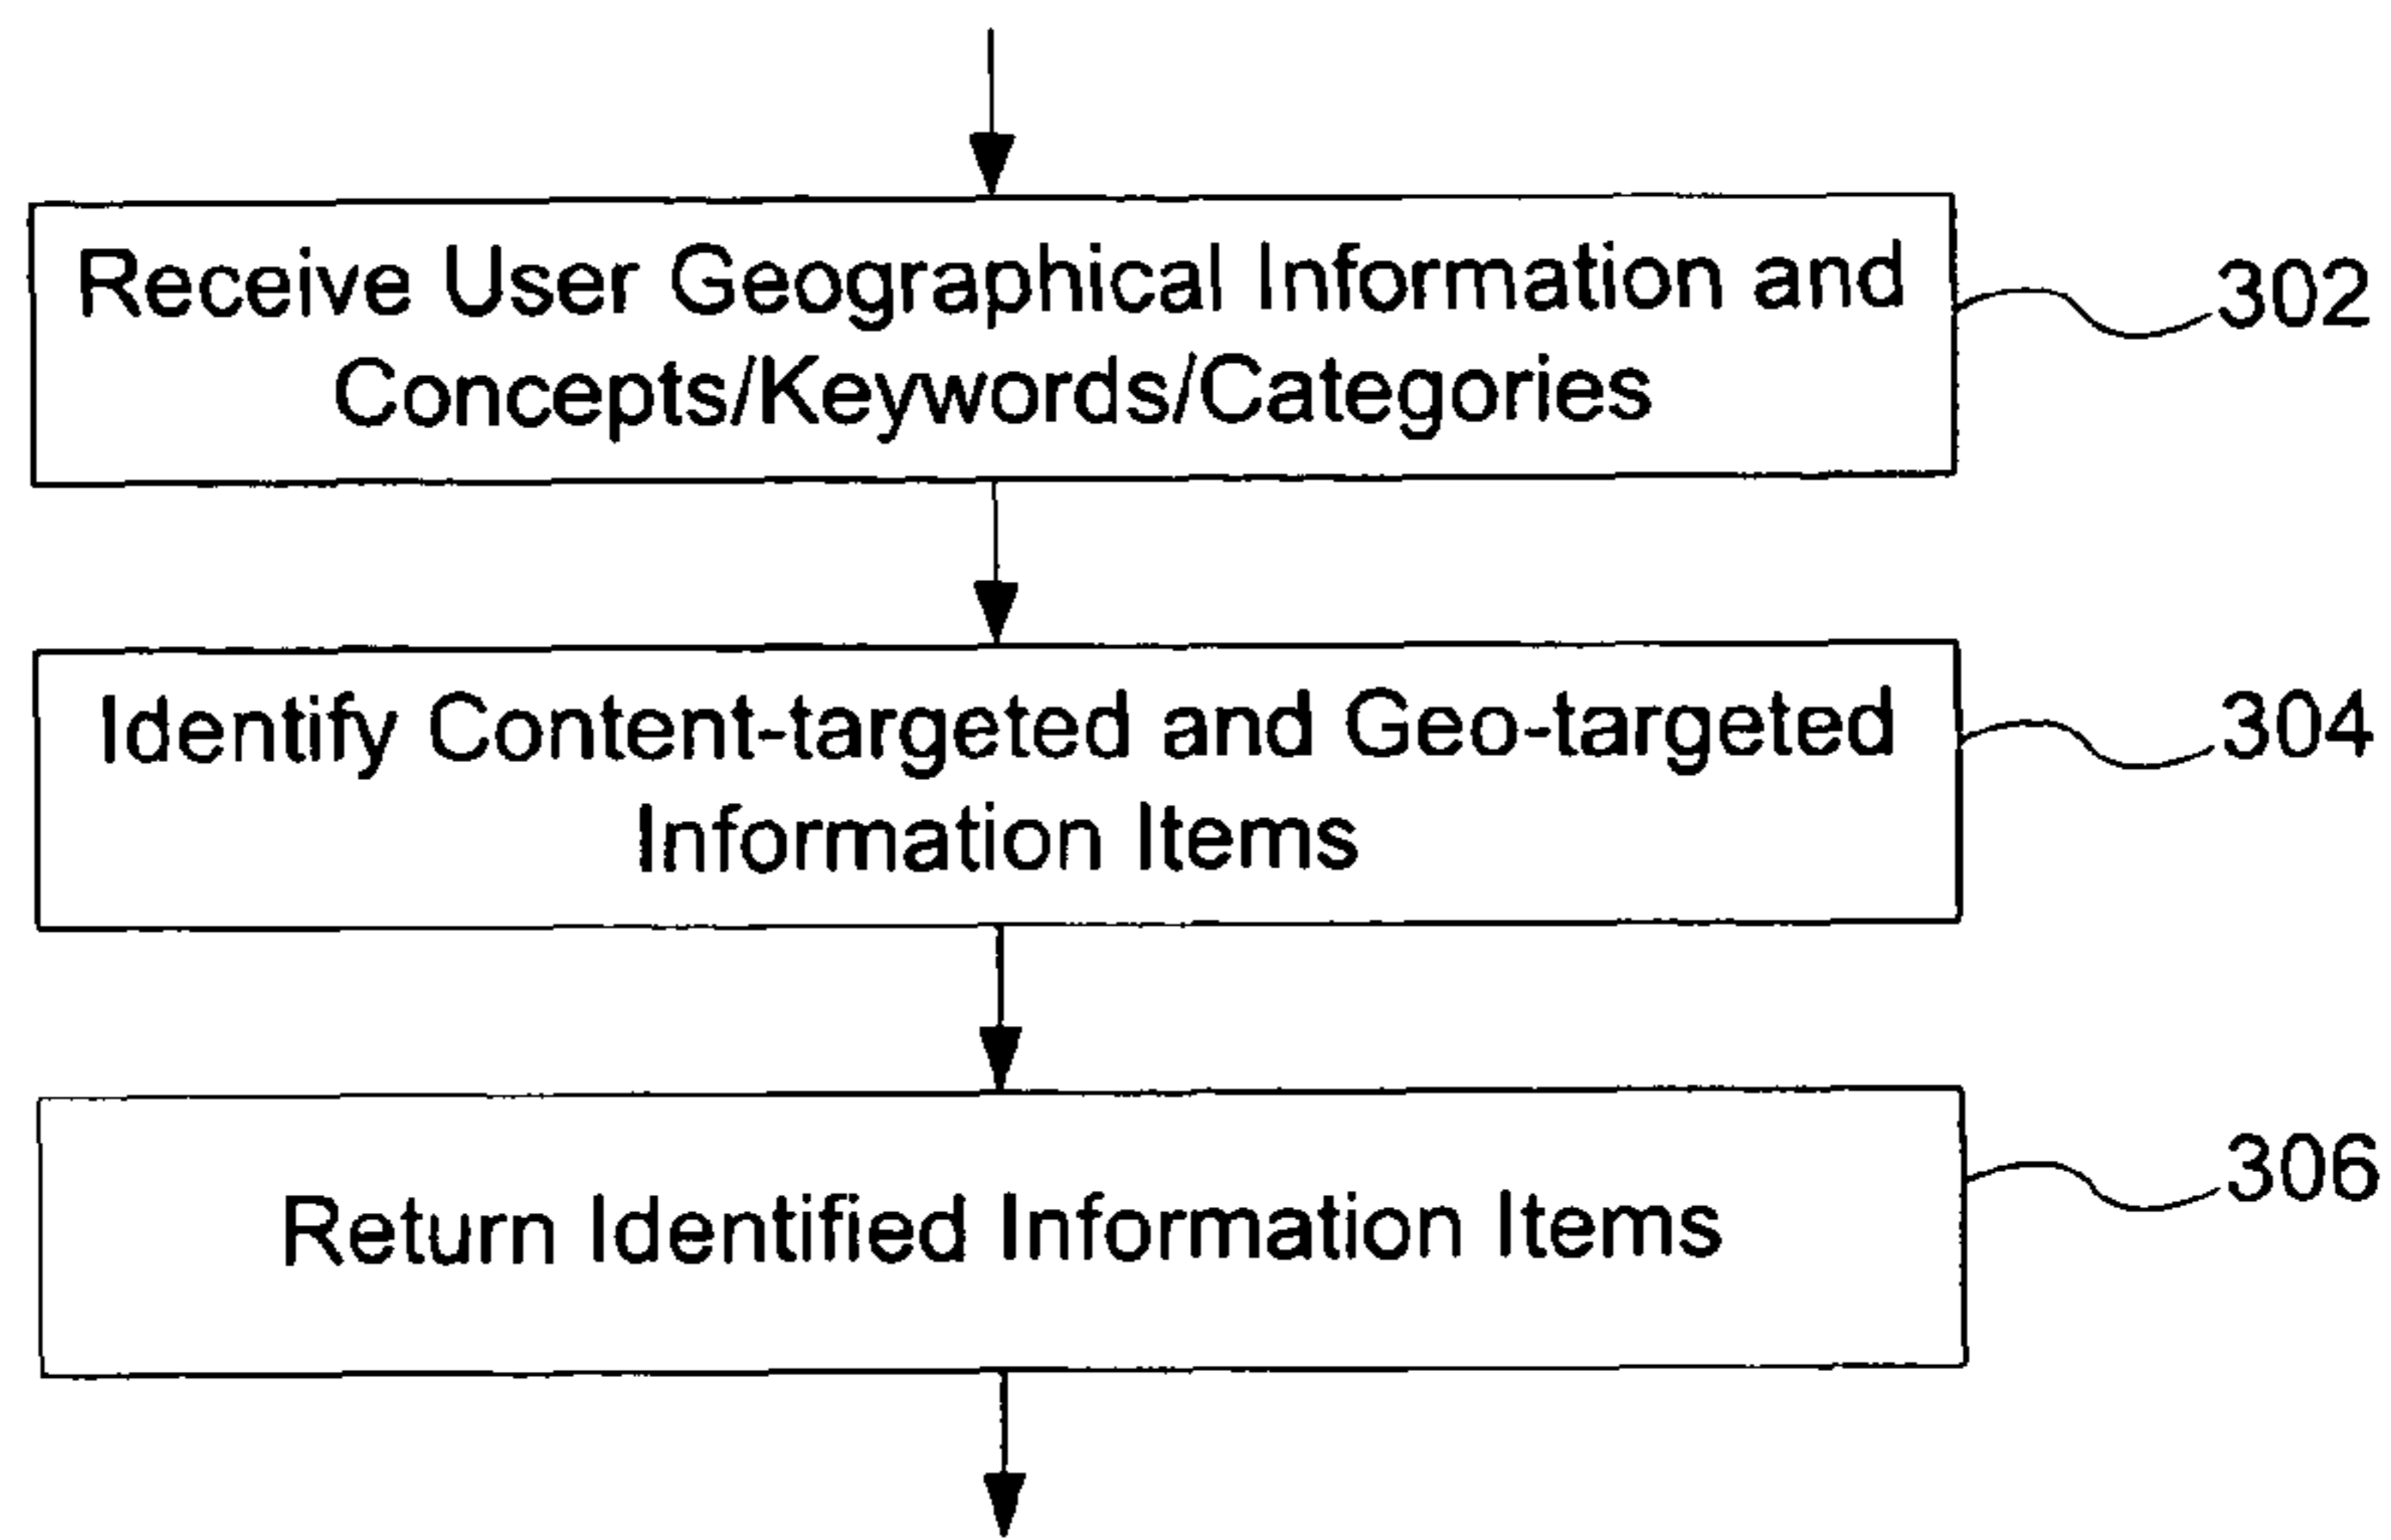 Receive User Geographical Information and
Concepts/Keywords/Categories
302
Identify Content-targeted and Geo-targeted
Information Items
304
Return Identified Information Items
306